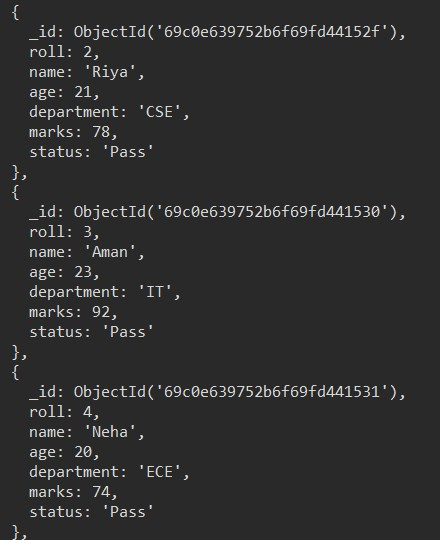 {
_id: ObjectId('69c0e639752b6f69fd44152f'),
roll: 2,
name: 'Riya',
age: 21,
department: 'CSE',
marks: 78,
status: 'Pass'
},
{
_id: ObjectId('69c0e639752b6f69fd441530'),
roll: 3,
name: 'Aman',
age: 23,
department: 'IT',
marks: 92,
status: 'Pass'
},
{
_id: ObjectId('69c0e639752b6f69fd441531'),
roll: 4,
name: 'Neha',
age: 20,
department: 'ECE',
marks: 74,
status: 'Pass'
},